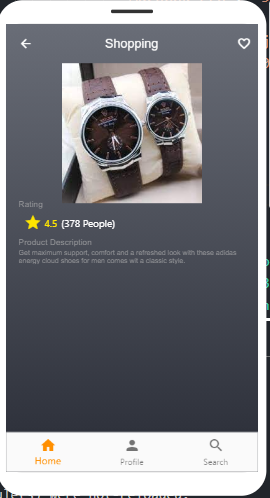 Shopping
Rating
4.5 (378 People)
Product Description
Get maximum support, comfort and a refreshed look with these adidas
energy cloud shoes for men comes wit a classic style.
Home
Profile
Search